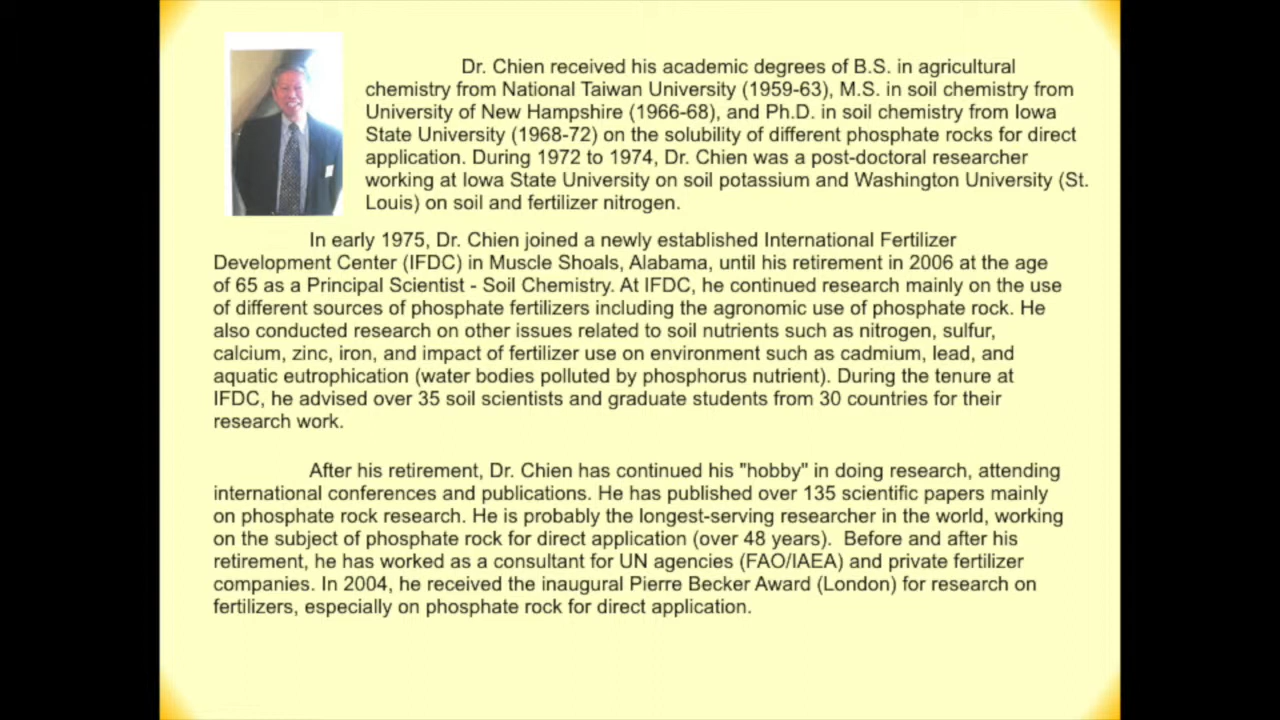 Dr. Chien received his academic degrees of B.S. in agricultural
chemistry from National Taiwan University (1959-63), M.S. in soil chemistry from
University of New Hampshire (1966-68), and Ph.D. in soil chemistry from Iowa
State University (1968-72) on the solubility of different phosphate rocks for direct
application. During 1972 to 1974, Dr. Chien was a post-doctoral researcher
working at Iowa State University on soil potassium and Washington University (St.
Louis) on soil and fertilizer nitrogen.
In early 1975, Dr. Chien joined a newly established International Fertilizer
Development Center (IFDC) in Muscle Shoals, Alabama, until his retirement in 2006 at the age
of 65 as a Principal Scientist - Soil Chemistry. At IFDC, he continued research mainly on the use
of different sources of phosphate fertilizers including the agronomic use of phosphate rock. He
also conducted research on other issues related to soil nutrients such as nitrogen, sulfur,
calcium, zinc, iron, and impact of fertilizer use on environment such as cadmium, lead, and
aquatic eutrophication (water bodies polluted by phosphorus nutrient). During the tenure at
IFDC, he advised over 35 soil scientists and graduate students from 30 countries for their
research work.
After his retirement, Dr. Chien has continued his "hobby" in doing research, attending
international conferences and publications. He has published over 135 scientific papers mainly
on phosphate rock research. He is probably the longest-serving researcher in the world, working
on the subject of phosphate rock for direct application (over 48 years).  Before and after his
retirement, he has worked as a consultant for UN agencies (FAO/IAEA) and private fertilizer
companies. In 2004, he received the inaugural Pierre Becker Award (London) for research on
fertilizers, especially on phosphate rock for direct application.